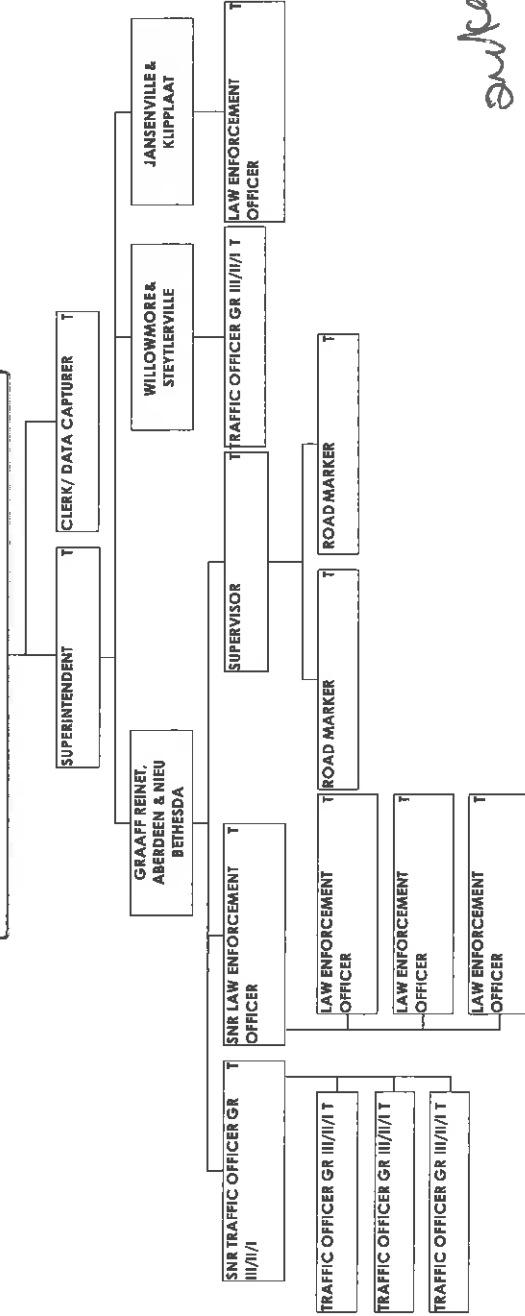 SUPERINTENDENT T
CLERK/ DATA CAPTURER T
GRAAFF REINET,
ABERDEEN & NIEU
BETHESDA
WILLOWMORE&
STEYTLERVILLE
JANSENVILLE &
KLIPPLAAT
SNR TRAFFIC OFFICER GR T
III/II/I
SNR LAW ENFORCEMENT T
OFFICER
SUPERVISOR T
TRAFFIC OFFICER GR III/II/I T
LAW ENFORCEMENT T
OFFICER
TRAFFIC OFFICER GR III/II/I T
TRAFFIC OFFICER GR III/II/I T
TRAFFIC OFFICER GR III/II/I T
LAW ENFORCEMENT T
OFFICER
LAW ENFORCEMENT T
OFFICER
LAW ENFORCEMENT T
OFFICER
ROAD MARKER T
ROAD MARKER T